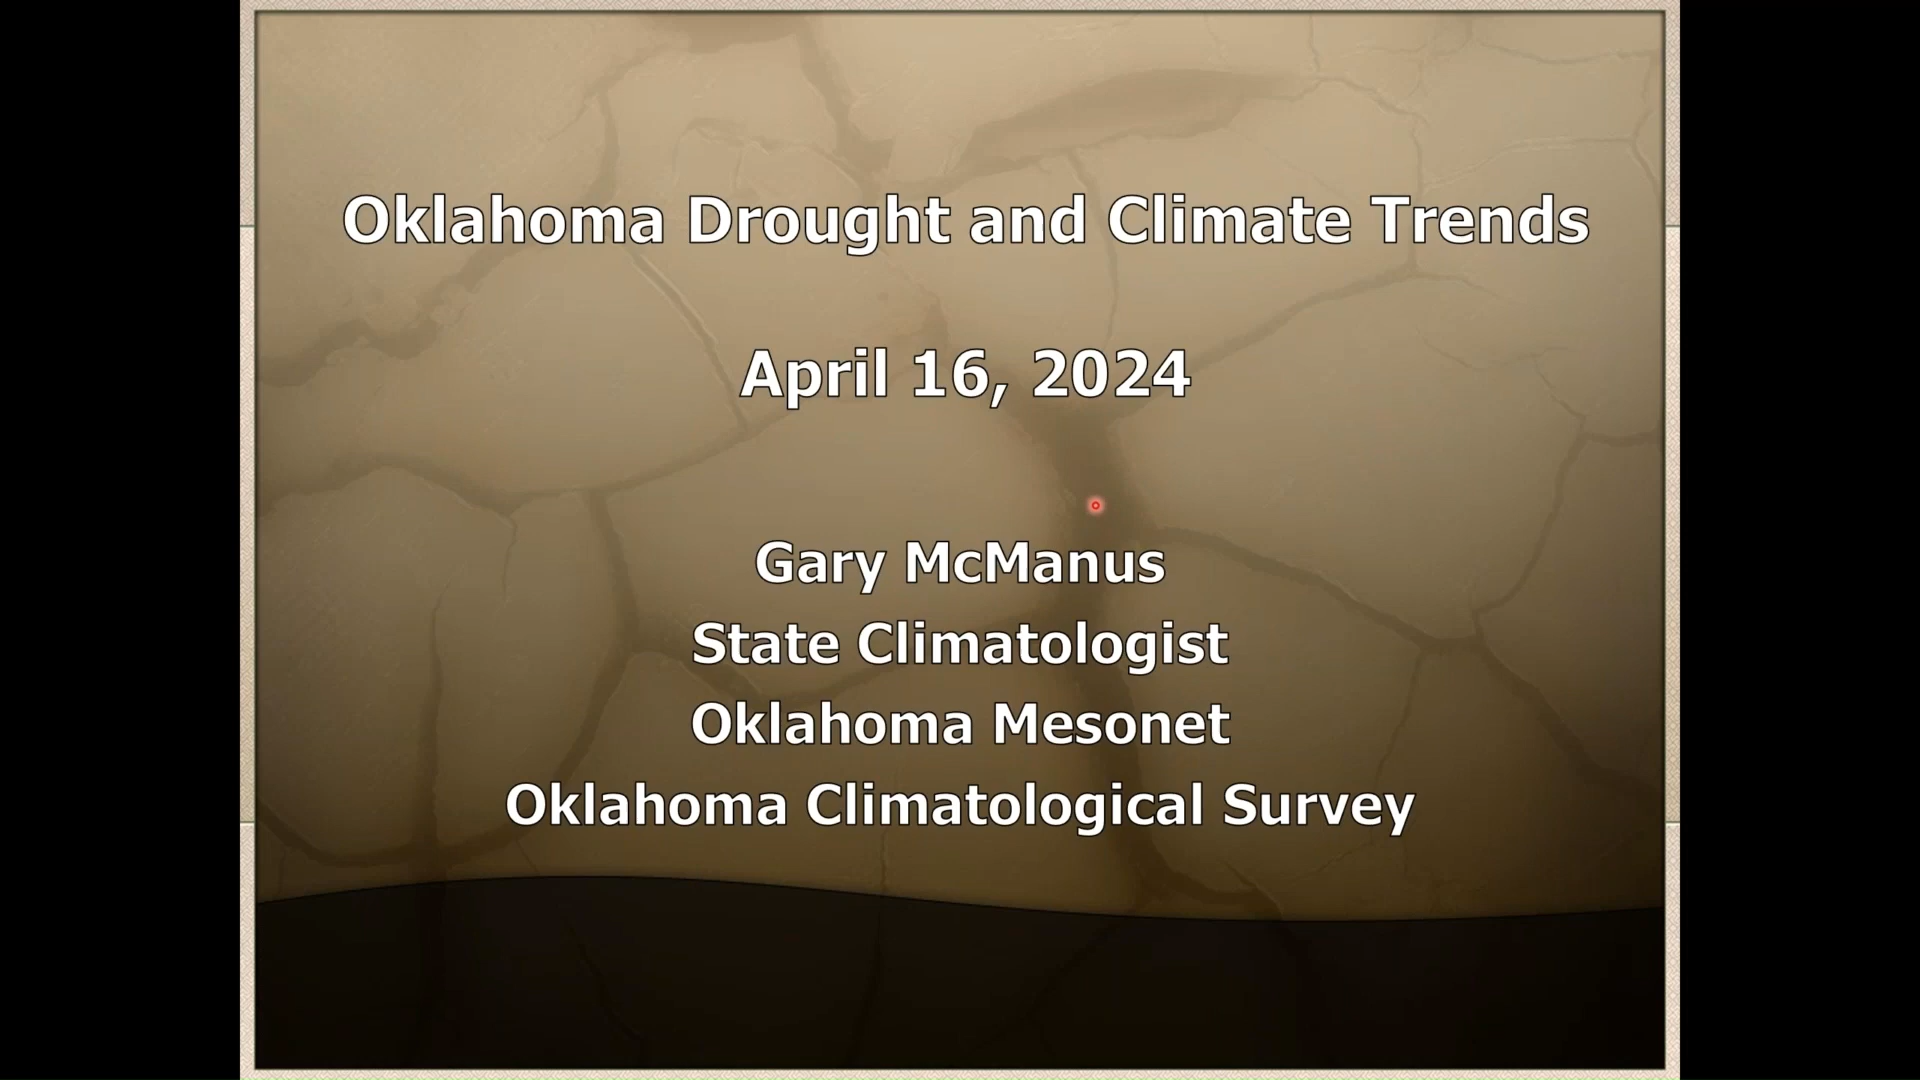 Oklahoma Drought and Climate Trends
April 16, 2024
Gary McManus
State Climatologist
Oklahoma Mesonet
Oklahoma Climatological Survey